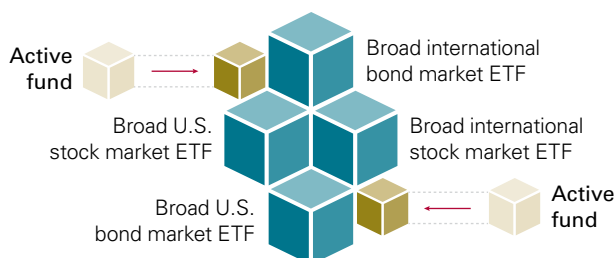 Active
fund
Broad international
bond market ETF
Broad U.S.
stock market ETF
Broad international
stock market ETF
Broad U.S.
bond market ETF
Active
fund